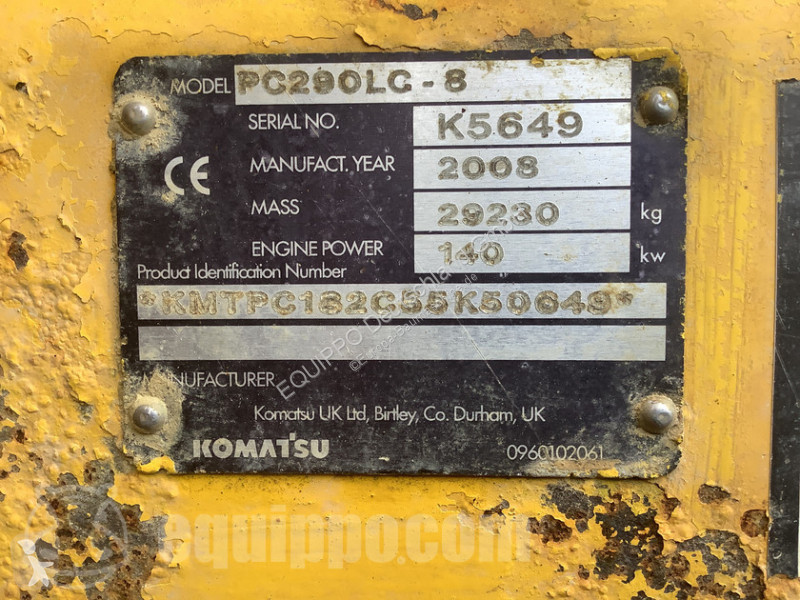 MODEL PC290LC-8
SERIAL NO. K5649
MANUFACT. YEAR 2008
CE
MASS 29230 kg
ENGINE POWER 140 kw
Product Identification Number
*KMTPC182C55K50649*
MANUFACTURER
Komatsu UK Ltd, Birtley, Co. Durham, UK
KOMATSU 0960102061
equippo.com